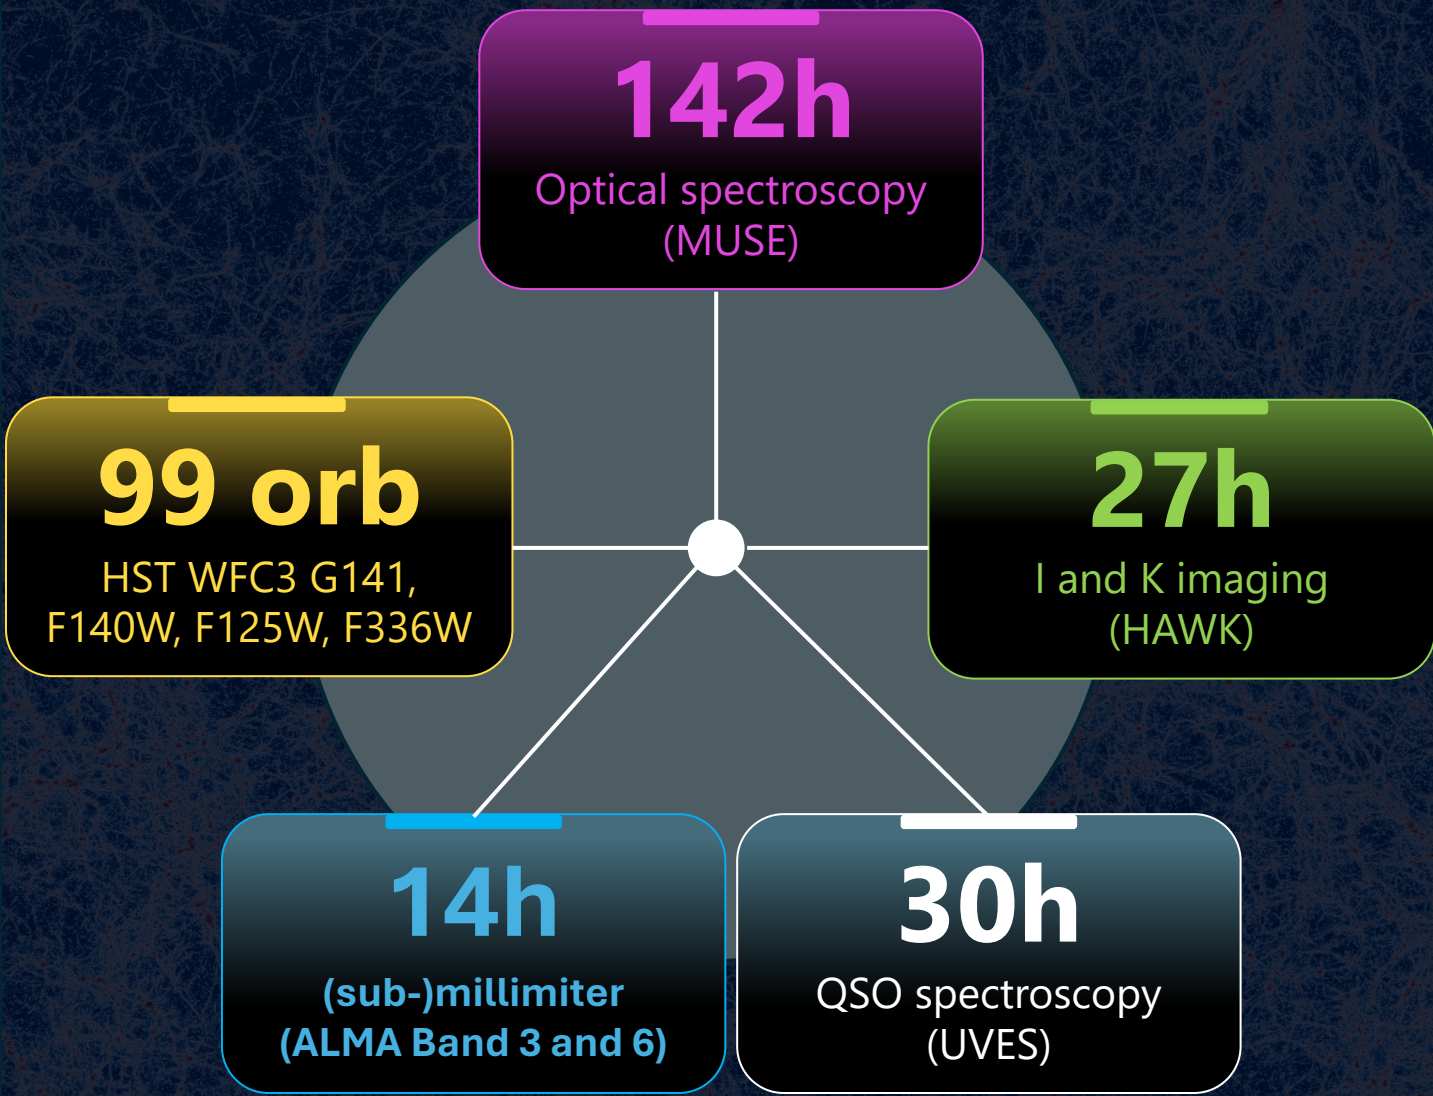 142h
Optical spectroscopy
(MUSE)
99 orb
HST WFC3 G141,
F140W, F125W, F336W
27h
I and K imaging
(HAWK)
14h
(sub-)millimiter
(ALMA Band 3 and 6)
30h
QSO spectroscopy
(UVES)